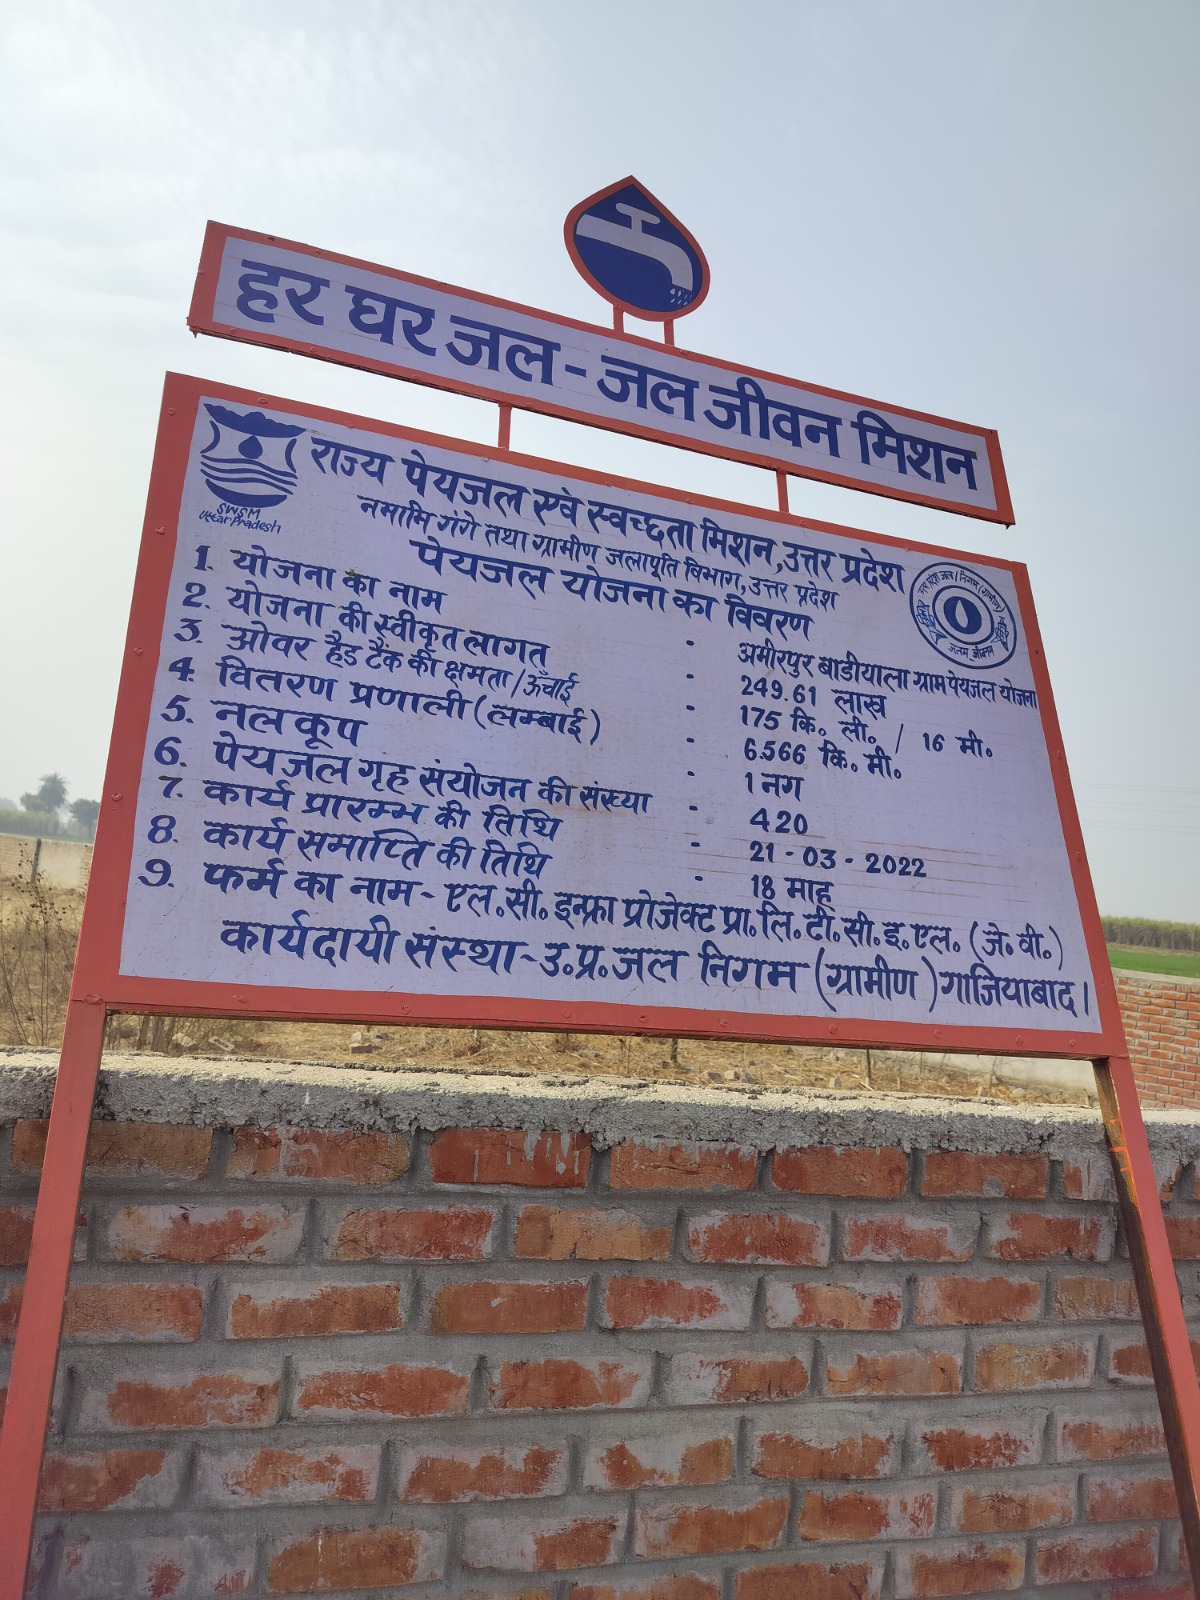 हर घर जल - जल जीवन मिशन
राज्य पेयजल एवं स्वच्छता मिशन, उत्तर प्रदेश
नमामि गंगे तथा ग्रामीण जलापूर्ति विभाग, उत्तर प्रदेश
पेयजल योजना का विवरण
SWSM
Uttar Pradesh
1. योजना का नाम - अमीरपुर बाडीयाला ग्राम पेयजल योजना
2. योजना की स्वीकृत लागत - 249.61 लाख
3. ओवर हैड टैंक की क्षमता / ऊँचाई - 175 कि॰ ली॰ / 16 मी॰
4. वितरण प्रणाली (लम्बाई) - 6.566 कि॰ मी॰
5. नलकूप - 1 नग
6. पेयजल गृह संयोजन की संख्या - 420
7. कार्य प्रारम्भ की तिथि - 21 - 03 - 2022
8. कार्य समाप्ति की तिथि - 18 माह
9. फर्म का नाम - एल॰ सी॰ इन्फ्रा प्रोजेक्ट प्रा॰ लि॰ टी॰ सी॰ इ॰ एल॰ (जे॰ वी॰)
कार्यदायी संस्था - उ॰ प्र॰ जल निगम (ग्रामीण) गाजियाबाद।